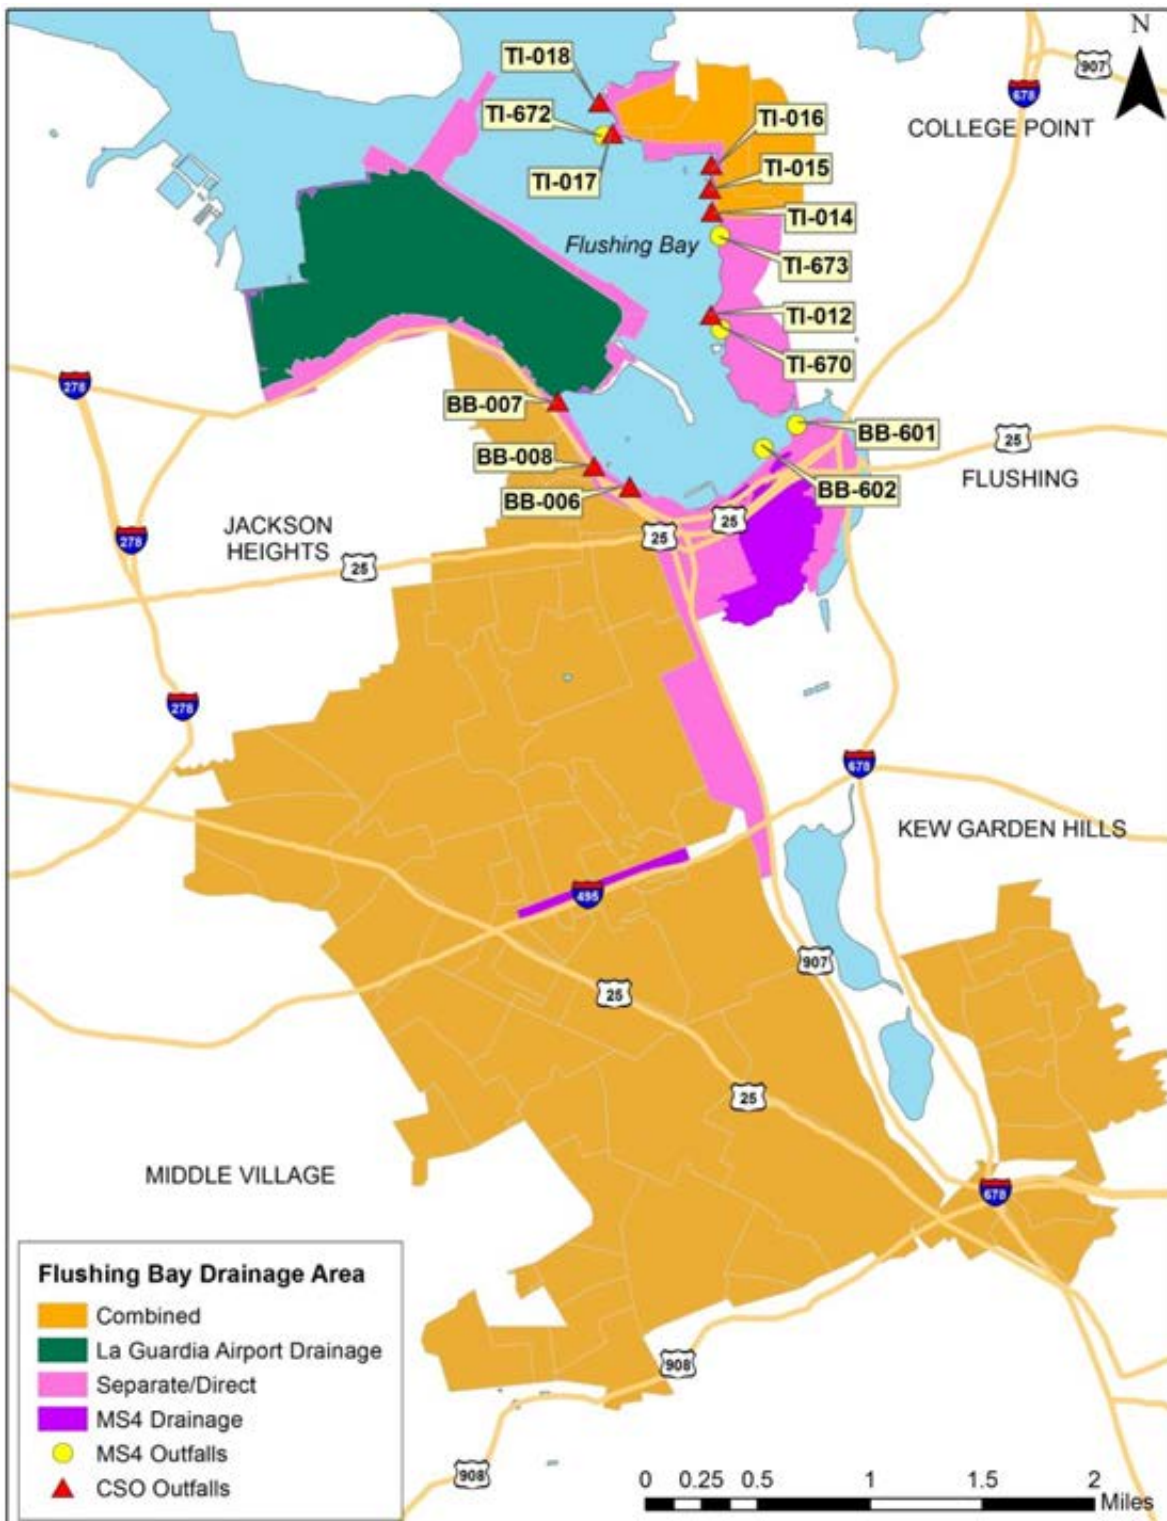 N
TI-018
907
678
TI-672
COLLEGE POINT
TI-016
TI-015
TI-017
TI-014
Flushing Bay
TI-673
TI-012
TI-670
278
BB-007
BB-601
25
BB-008
FLUSHING
BB-602
BB-006
JACKSON
HEIGHTS
278
25
25
25
278
678
KEW GARDEN HILLS
495
907
25
25
MIDDLE VILLAGE
678
Flushing Bay Drainage Area
Combined
La Guardia Airport Drainage
Separate/Direct
MS4 Drainage
MS4 Outfalls
CSO Outfalls
908
908
0 0.25 0.5 1 1.5 2
Miles